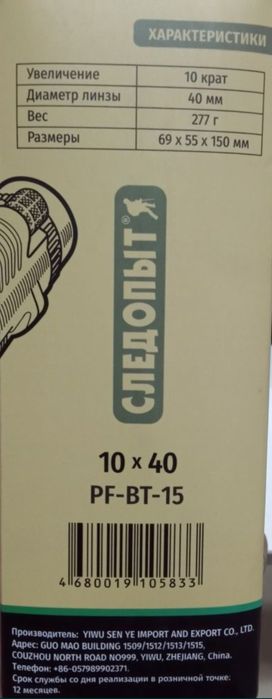 ХАРАКТЕРИСТИКИ
Увеличение 10 крат
Диаметр линзы 40 мм
Вес 277 г
Размеры 69 x 55 x 150 мм
СЛЕДОПЫТ®
10 x 40
PF-BT-15
4 680019 105833
Производитель: YIWU SEN YE IMPORT AND EXPORT CO., LTD.
Адрес: GUO MAO BUILDING 1509/1512/1513/1515,
COUZHOU NORTH ROAD NO999, YIWU, ZHEJIANG, China.
Телефон: +86-057989902371.
Срок службы со дня реализации в розничной точке:
12 месяцев.